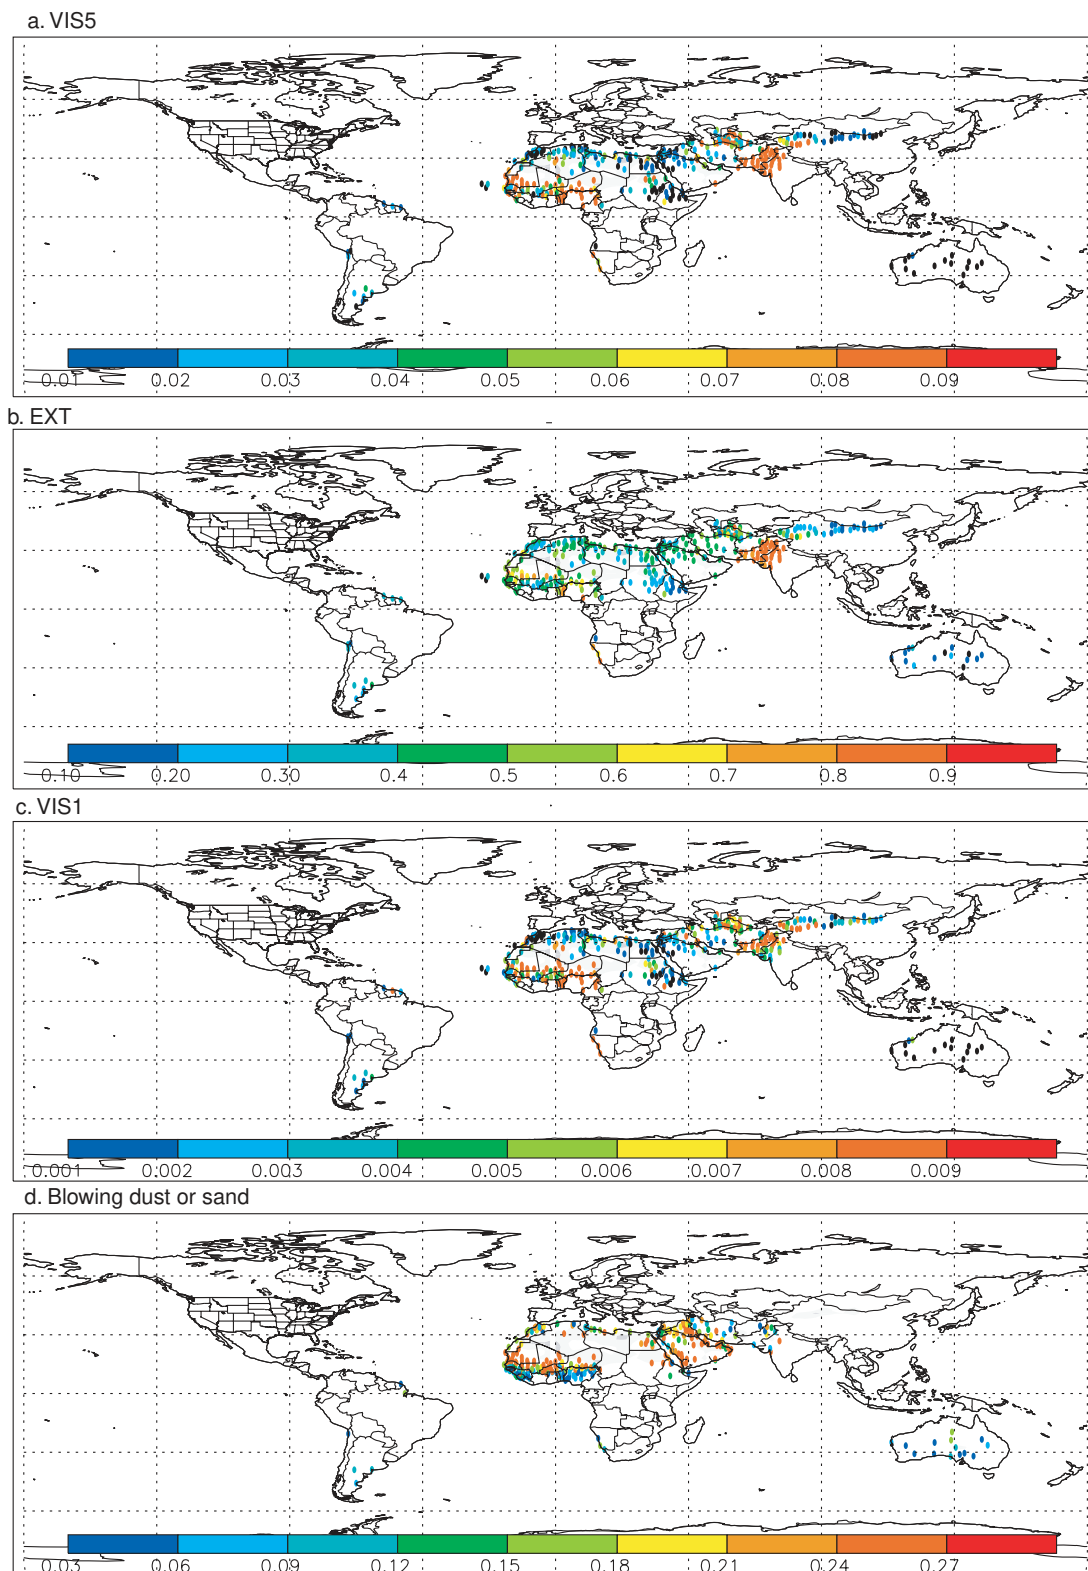 a. VIS5
0.01 0.02 0.03 0.04 0.05 0.06 0.07 0.08 0.09
b. EXT
0.10 0.20 0.30 0.4 0.5 0.6 0.7 0.8 0.9
c. VIS1
0.001 0.002 0.003 0.004 0.005 0.006 0.007 0.008 0.009
d. Blowing dust or sand
0.03 0.06 0.09 0.12 0.15 0.18 0.21 0.24 0.27